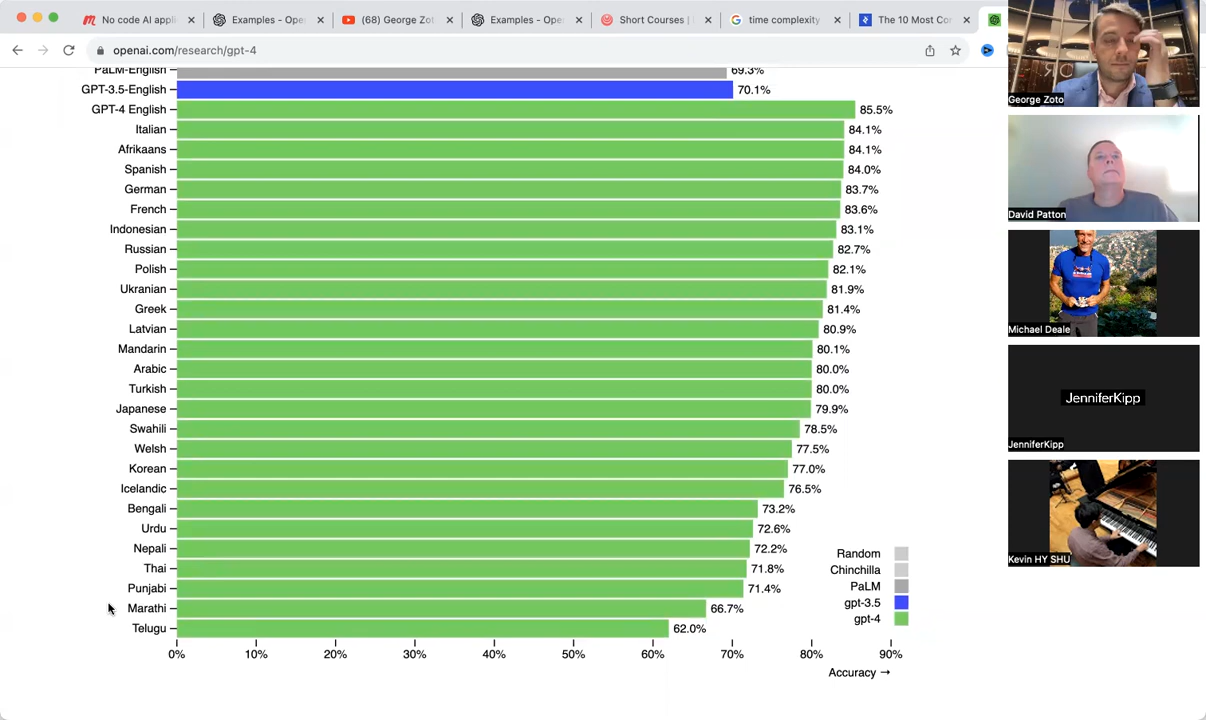 No code AI appli
Examples - Ope
(68) George Zot
Examples - Ope
Short Courses |
time complexity
The 10 Most Co
openai.com/research/gpt-4
PaLM-English 69.3%
GPT-3.5-English 70.1%
GPT-4 English 85.5%
Italian 84.1%
Afrikaans 84.1%
Spanish 84.0%
German 83.7%
French 83.6%
Indonesian 83.1%
Russian 82.7%
Polish 82.1%
Ukranian 81.9%
Greek 81.4%
Latvian 80.9%
Mandarin 80.1%
Arabic 80.0%
Turkish 80.0%
Japanese 79.9%
Swahili 78.5%
Welsh 77.5%
Korean 77.0%
Icelandic 76.5%
Bengali 73.2%
Urdu 72.6%
Nepali 72.2%
Thai 71.8%
Punjabi 71.4%
Marathi 66.7%
Telugu 62.0%
0% 10% 20% 30% 40% 50% 60% 70% 80% 90%
Accuracy →
Random
Chinchilla
PaLM
gpt-3.5
gpt-4
George Zoto
David Patton
Michael Deale
JenniferKipp
JenniferKipp
Kevin HY SHU